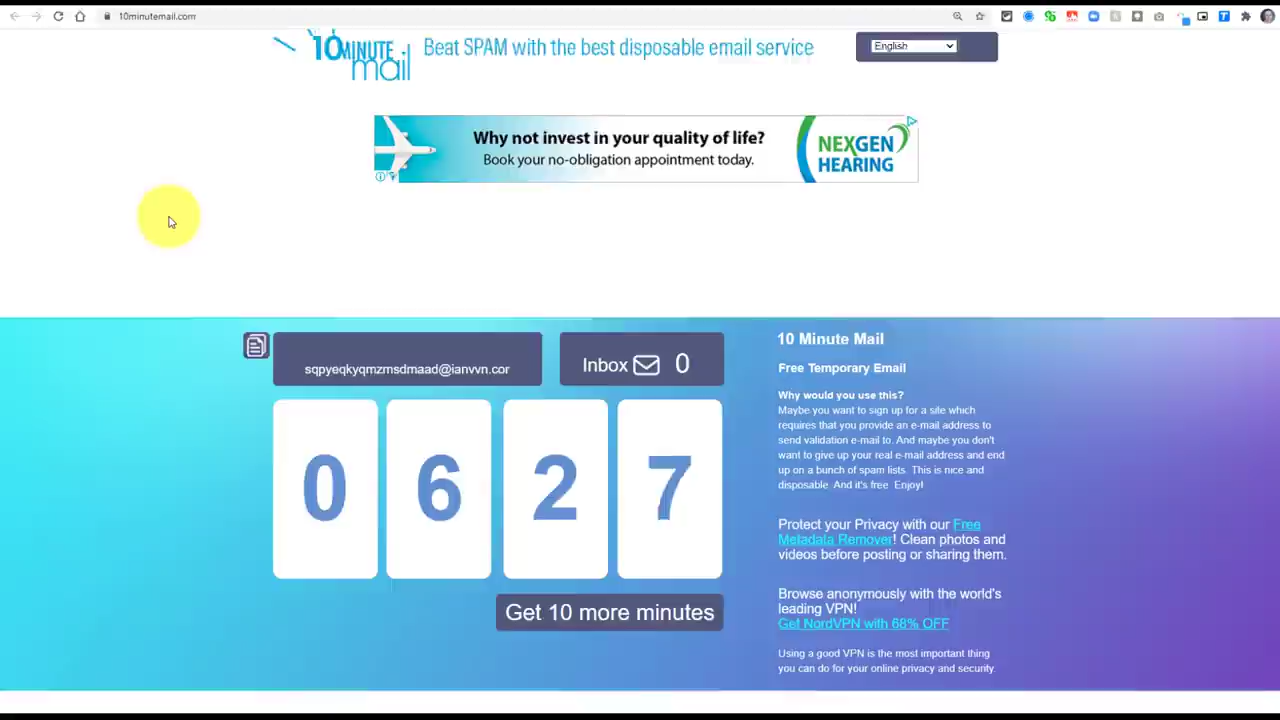 10minutemail.com
10MINUTE
mail
Beat SPAM with the best disposable email service
English
Why not invest in your quality of life?
Book your no-obligation appointment today.
NEXGEN
HEARING
sqpyeqkyqmzmsdmaad@ianvvn.cor
Inbox 0
0 6 2 7
Get 10 more minutes
10 Minute Mail
Free Temporary Email
Why would you use this?
Maybe you want to sign up for a site which
requires that you provide an e-mail address to
send validation e-mail to. And maybe you don't
want to give up your real e-mail address and end
up on a bunch of spam lists. This is nice and
disposable. And it's free. Enjoy!
Protect your Privacy with our Free
Metadata Remover! Clean photos and
videos before posting or sharing them.
Browse anonymously with the world's
leading VPN!
Get NordVPN with 68% OFF
Using a good VPN is the most important thing
you can do for your online privacy and security.